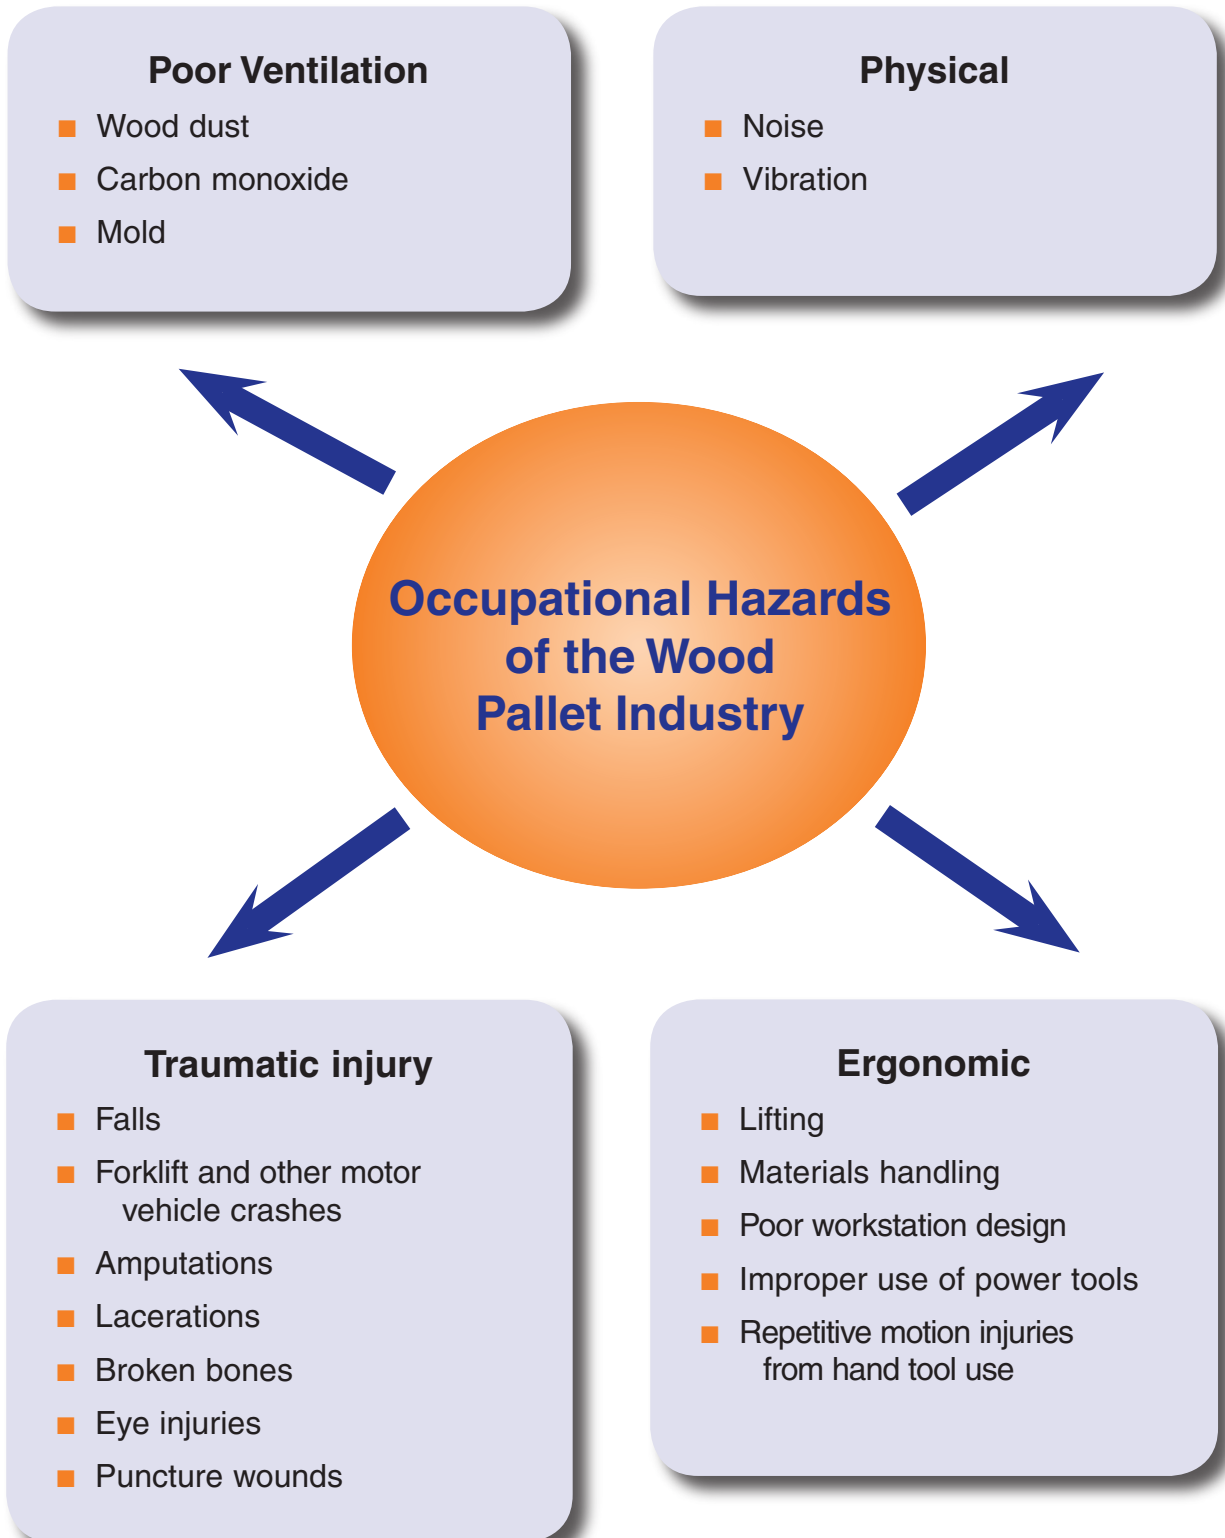 Poor Ventilation
Wood dust
Carbon monoxide
Mold
Physical
Noise
Vibration
Occupational Hazards
of the Wood
Pallet Industry
Traumatic injury
Falls
Forklift and other motor
vehicle crashes
Amputations
Lacerations
Broken bones
Eye injuries
Puncture wounds
Ergonomic
Lifting
Materials handling
Poor workstation design
Improper use of power tools
Repetitive motion injuries
from hand tool use